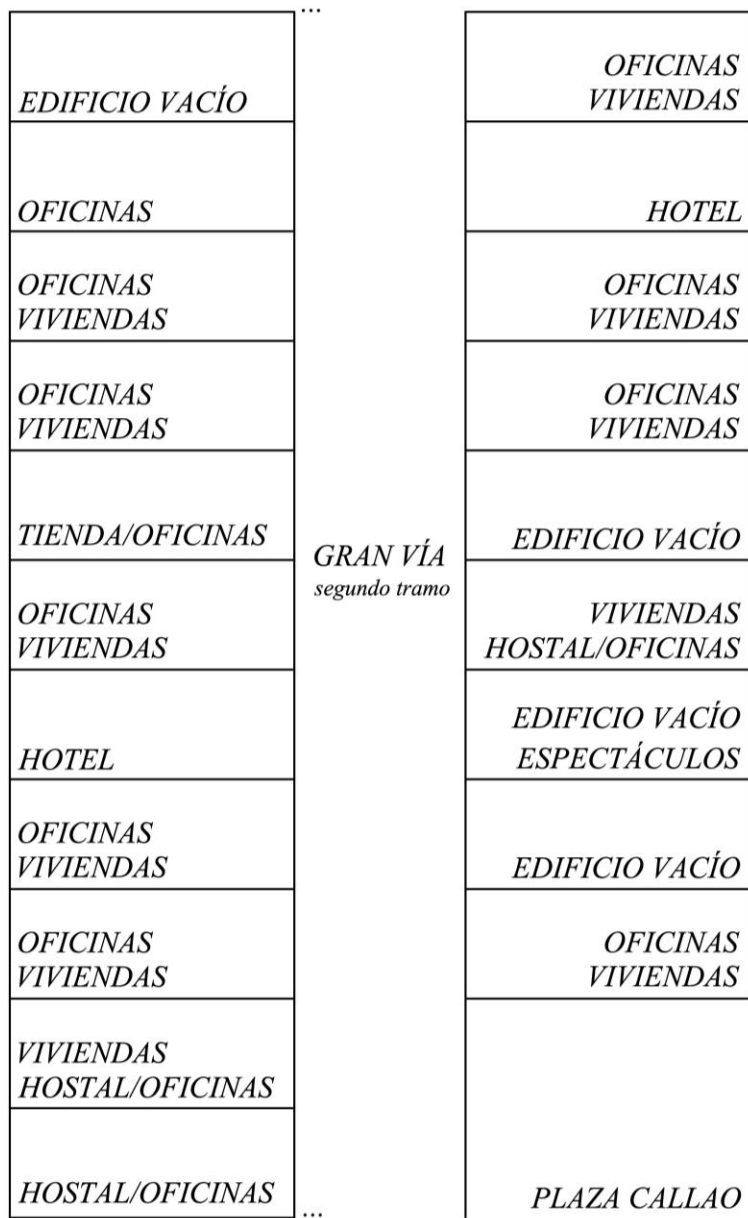 ...
EDIFICIO VACÍO
OFICINAS
OFICINAS
VIVIENDAS
OFICINAS
VIVIENDAS
TIENDA/OFICINAS
OFICINAS
VIVIENDAS
HOTEL
OFICINAS
VIVIENDAS
OFICINAS
VIVIENDAS
VIVIENDAS
HOSTAL/OFICINAS
HOSTAL/OFICINAS
...
GRAN VÍA
segundo tramo
OFICINAS
VIVIENDAS
HOTEL
OFICINAS
VIVIENDAS
OFICINAS
VIVIENDAS
EDIFICIO VACÍO
VIVIENDAS
HOSTAL/OFICINAS
EDIFICIO VACÍO
ESPECTÁCULOS
EDIFICIO VACÍO
OFICINAS
VIVIENDAS
PLAZA CALLAO